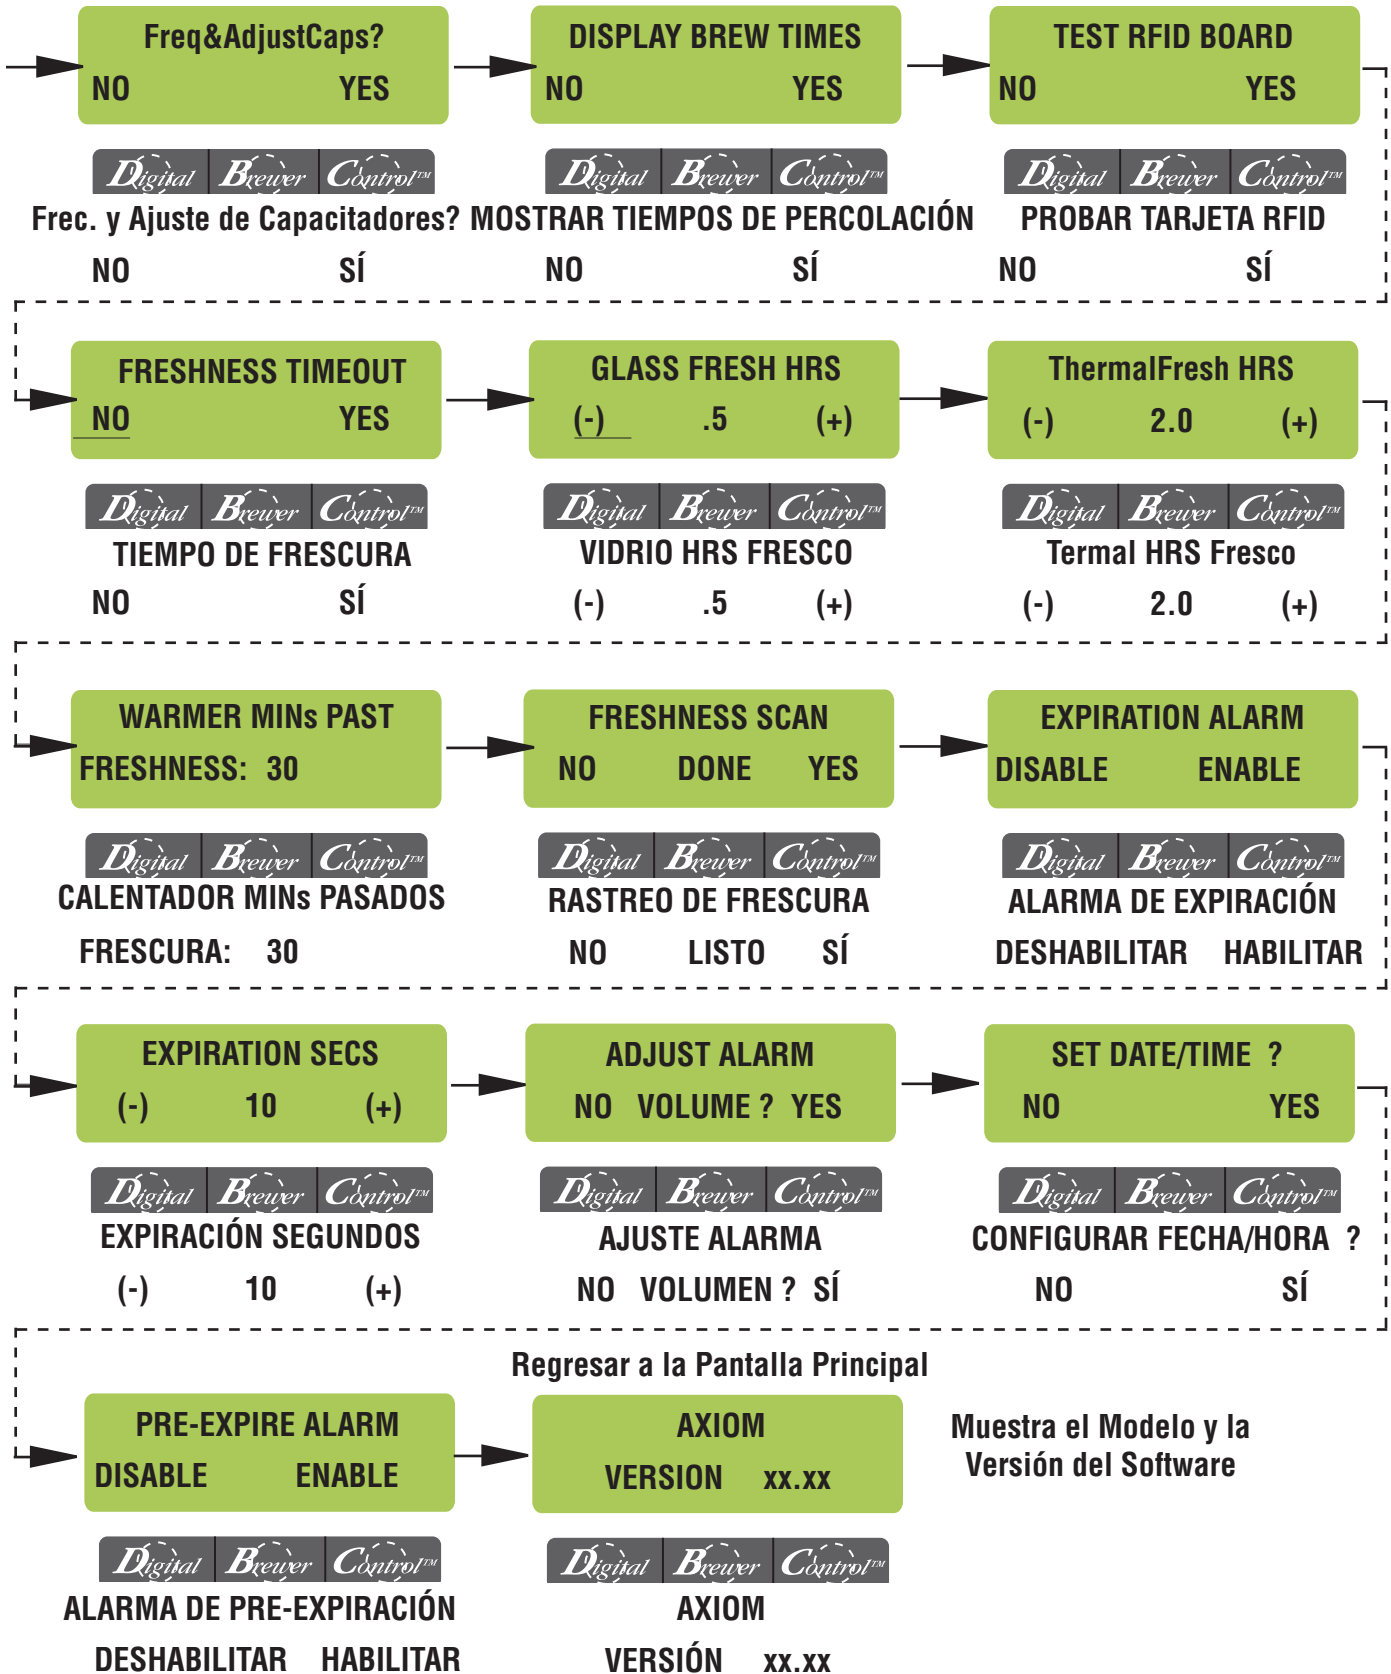 Freq&AdjustCaps?
NO YES
Digital Brewer Control™
Frec. y Ajuste de Capacitadores?
NO SÍ
DISPLAY BREW TIMES
NO YES
Digital Brewer Control™
MOSTRAR TIEMPOS DE PERCOLACIÓN
NO SÍ
TEST RFID BOARD
NO YES
Digital Brewer Control™
PROBAR TARJETA RFID
NO SÍ
FRESHNESS TIMEOUT
NO YES
Digital Brewer Control™
TIEMPO DE FRESCURA
NO SÍ
GLASS FRESH HRS
(-) .5 (+)
Digital Brewer Control™
VIDRIO HRS FRESCO
(-) .5 (+)
ThermalFresh HRS
(-) 2.0 (+)
Digital Brewer Control™
Termal HRS Fresco
(-) 2.0 (+)
WARMER MINs PAST
FRESHNESS: 30
Digital Brewer Control™
CALENTADOR MINs PASADOS
FRESCURA: 30
FRESHNESS SCAN
NO DONE YES
Digital Brewer Control™
RASTREO DE FRESCURA
NO LISTO SÍ
EXPIRATION ALARM
DISABLE ENABLE
Digital Brewer Control™
ALARMA DE EXPIRACIÓN
DESHABILITAR HABILITAR
EXPIRATION SECS
(-) 10 (+)
Digital Brewer Control™
EXPIRACIÓN SEGUNDOS
(-) 10 (+)
ADJUST ALARM
NO VOLUME ? YES
Digital Brewer Control™
AJUSTE ALARMA
NO VOLUMEN ? SÍ
SET DATE/TIME ?
NO YES
Digital Brewer Control™
CONFIGURAR FECHA/HORA ?
NO SÍ
PRE-EXPIRE ALARM
DISABLE ENABLE
Digital Brewer Control™
ALARMA DE PRE-EXPIRACIÓN
DESHABILITAR HABILITAR
Regresar a la Pantalla Principal
AXIOM
VERSION xx.xx
Digital Brewer Control™
AXIOM
VERSIÓN xx.xx
Muestra el Modelo y la
Versión del Software